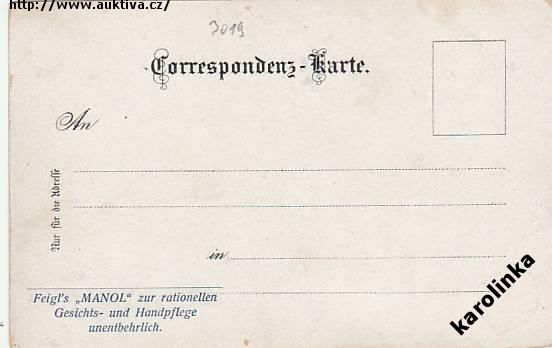 http://www.auktiva.cz/
3019
Correspondenz-Karte.
An
Nur für die Adresse
in
Feigl's „MANOL" zur rationellen
Gesichts- und Handpflege
unentbehrlich.
karolinka